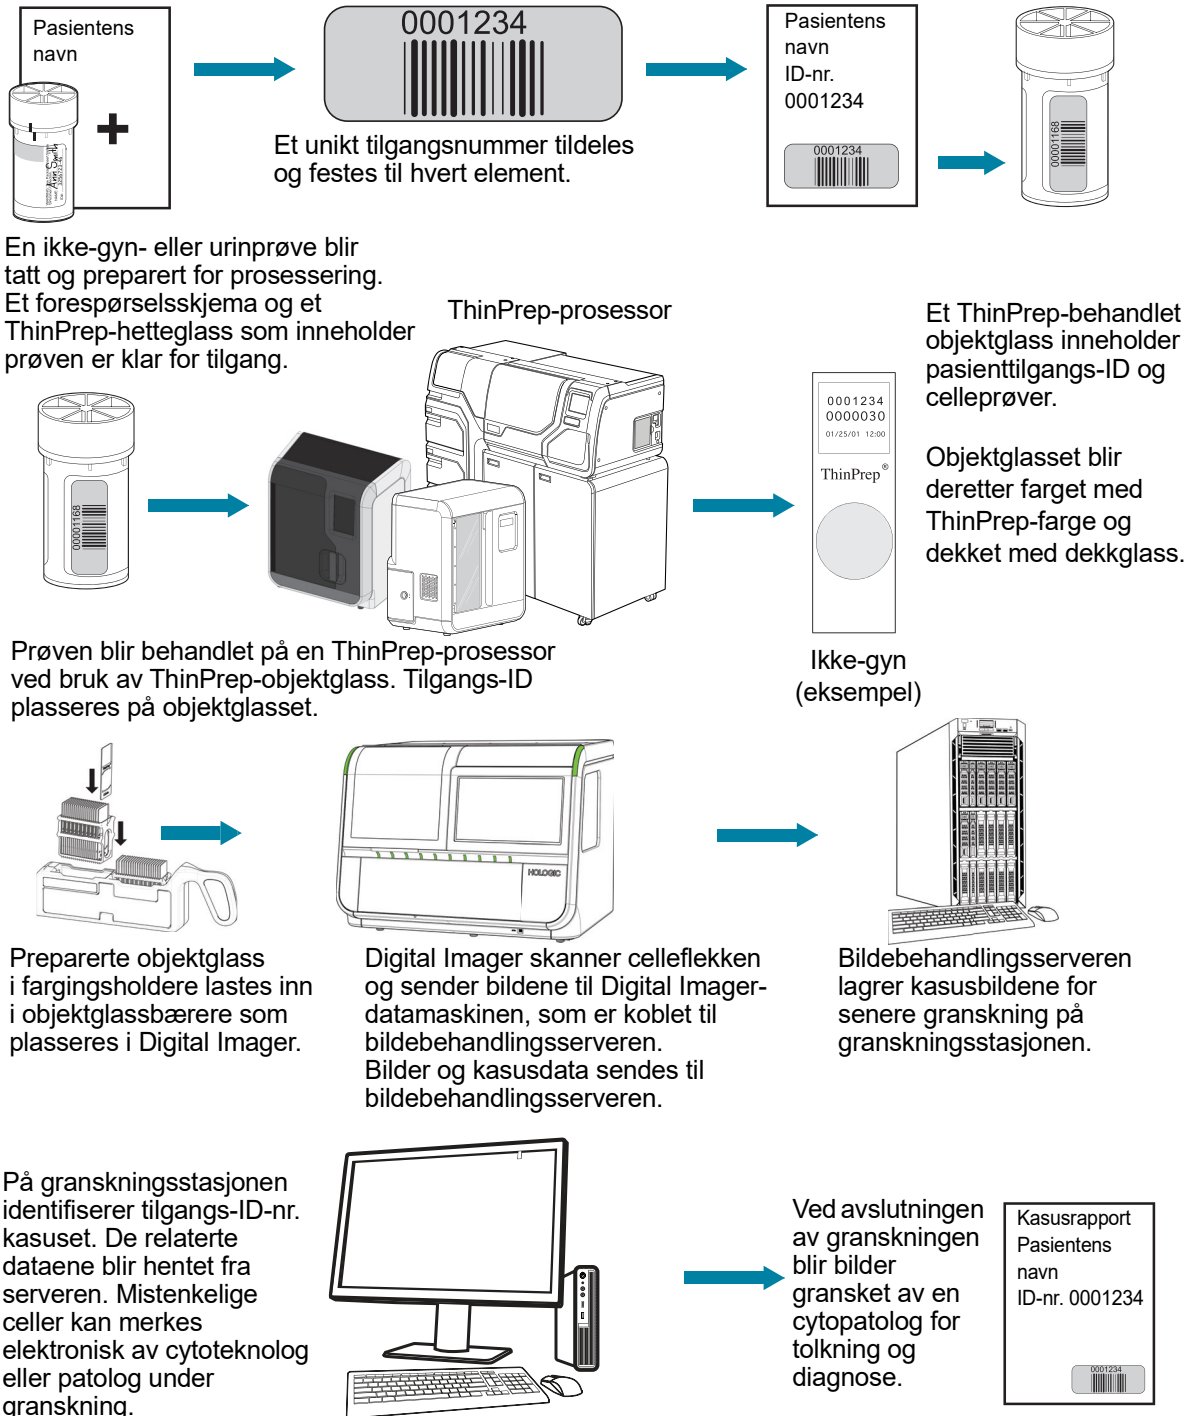 Pasientens
navn
0001234
Et unikt tilgangsnummer tildeles
og festes til hvert element.
Pasientens
navn
ID-nr.
0001234
0001234
00001168
En ikke-gyn- eller urinprøve blir
tatt og preparert for prosessering.
Et forespørselsskjema og et
ThinPrep-hetteglass som inneholder
prøven er klar for tilgang.
ThinPrep-prosessor
Et ThinPrep-behandlet
objektglass inneholder
pasienttilgangs-ID og
celleprøver.
Objektglasset blir
deretter farget med
ThinPrep-farge og
dekket med dekkglass.
00001168
0001234
0000030
01/25/01 12:00
ThinPrep®
Ikke-gyn
(eksempel)
Prøven blir behandlet på en ThinPrep-prosessor
ved bruk av ThinPrep-objektglass. Tilgangs-ID
plasseres på objektglasset.
HOLOGIC
Preparerte objektglass
i fargingsholdere lastes inn
i objektglassbærere som
plasseres i Digital Imager.
Digital Imager skanner celleflekken
og sender bildene til Digital Imager-
datamaskinen, som er koblet til
bildebehandlingsserveren.
Bilder og kasusdata sendes til
bildebehandlingsserveren.
Bildebehandlingsserveren
lagrer kasusbildene for
senere granskning på
granskningsstasjonen.
På granskningsstasjonen
identifiserer tilgangs-ID-nr.
kasuset. De relaterte
dataene blir hentet fra
serveren. Mistenkelige
celler kan merkes
elektronisk av cytoteknolog
eller patolog under
granskning.
Ved avslutningen
av granskningen
blir bilder
gransket av en
cytopatolog for
tolkning og
diagnose.
Kasusrapport
Pasientens
navn
ID-nr. 0001234
0001234